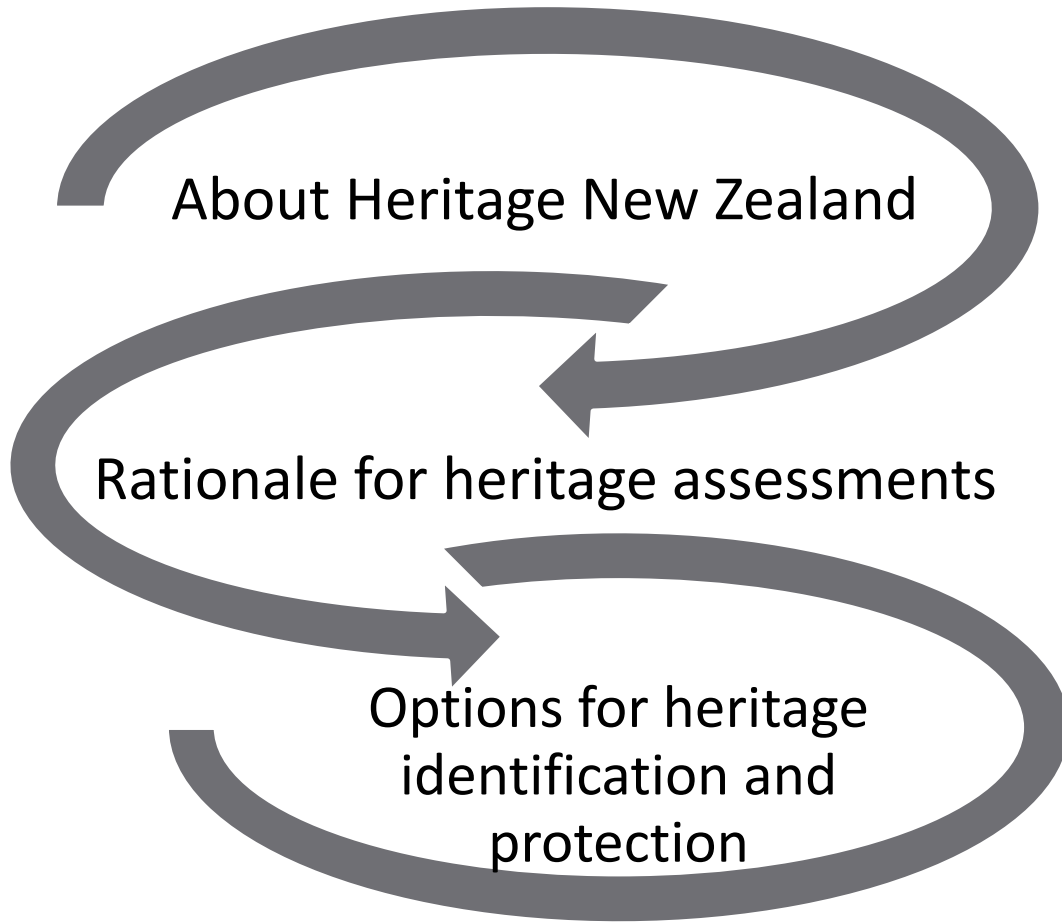 About Heritage New Zealand
Rationale for heritage assessments
Options for heritage
identification and
protection